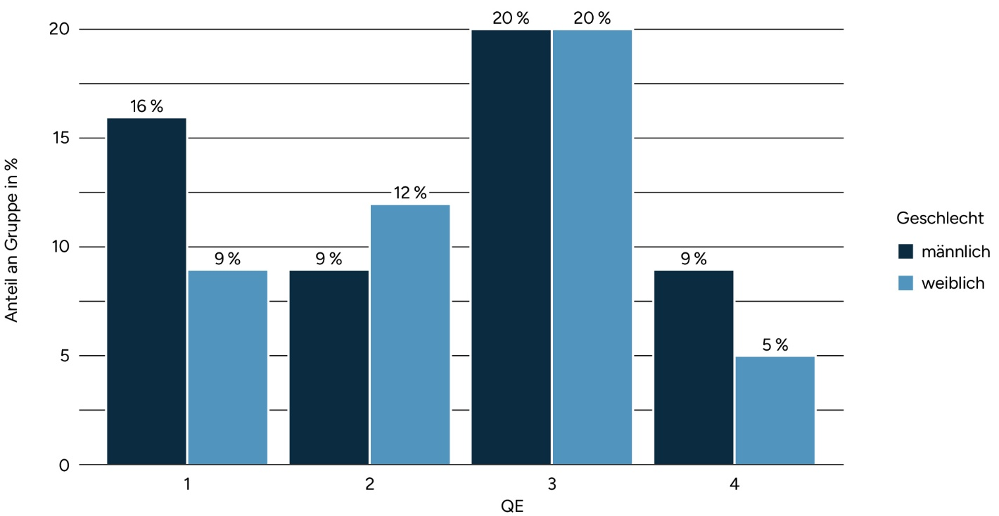 20 % 20 %
20
16 %
15
12 %
10
9 % 9 % 9 %
5 %
5
0
1 2 3 4
QE
Anteil an Gruppe in %
Geschlecht
männlich
weiblich